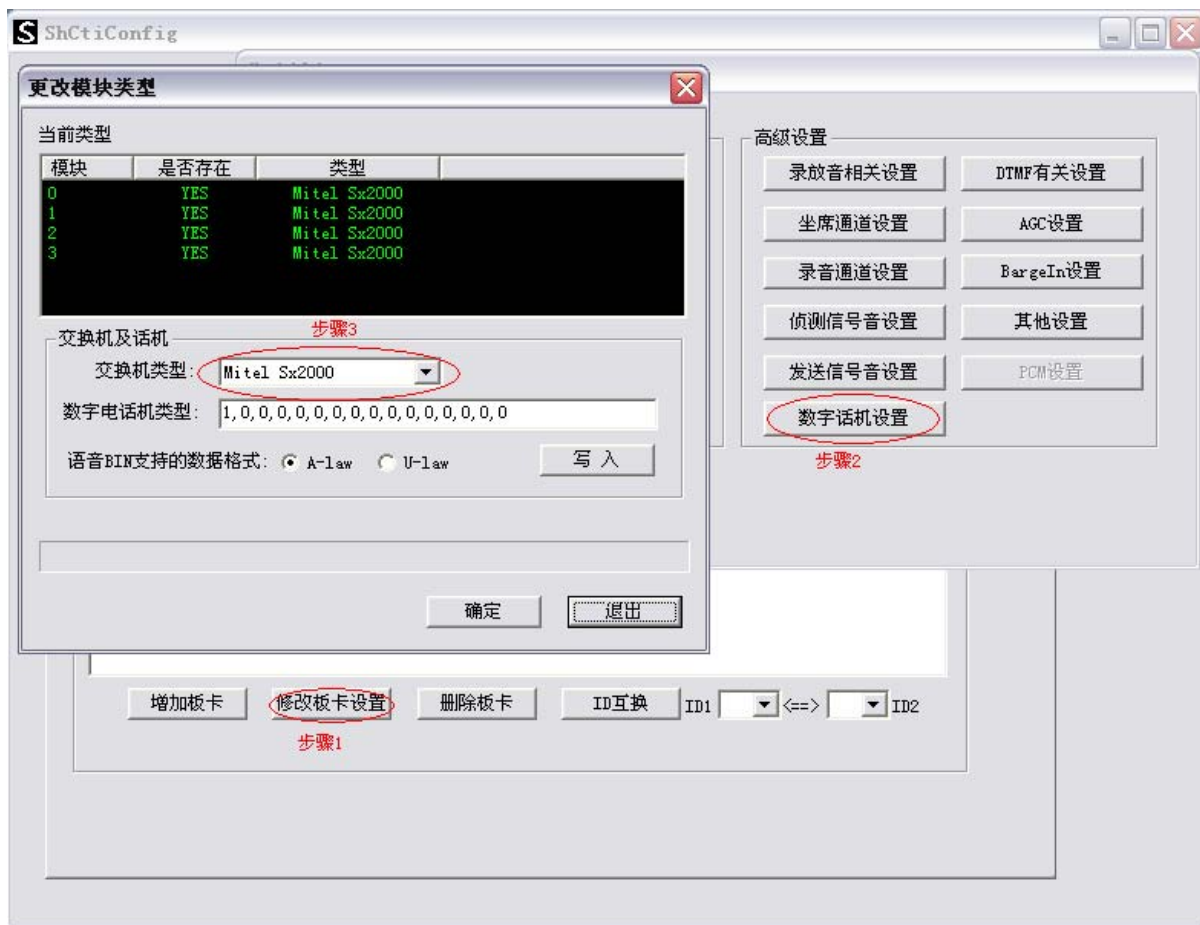 ShCtiConfig
更改模块类型
当前类型
模块 是否存在 类型
0 YES Mitel Sx2000
1 YES Mitel Sx2000
2 YES Mitel Sx2000
3 YES Mitel Sx2000
步骤3
交换机及话机
交换机类型: Mitel Sx2000
数字电话机类型: 1,0,0,0,0,0,0,0,0,0,0,0,0,0,0,0
语音BIN支持的数据格式: A-law U-law 写 入
确定 退出
高级设置
录放音相关设置 DTMF有关设置
坐席通道设置 AGC设置
录音通道设置 BargeIn设置
侦测信号音设置 其他设置
发送信号音设置 PCM设置
数字话机设置
步骤2
增加板卡 修改板卡设置 删除板卡 ID互换 ID1 <==> ID2
步骤1